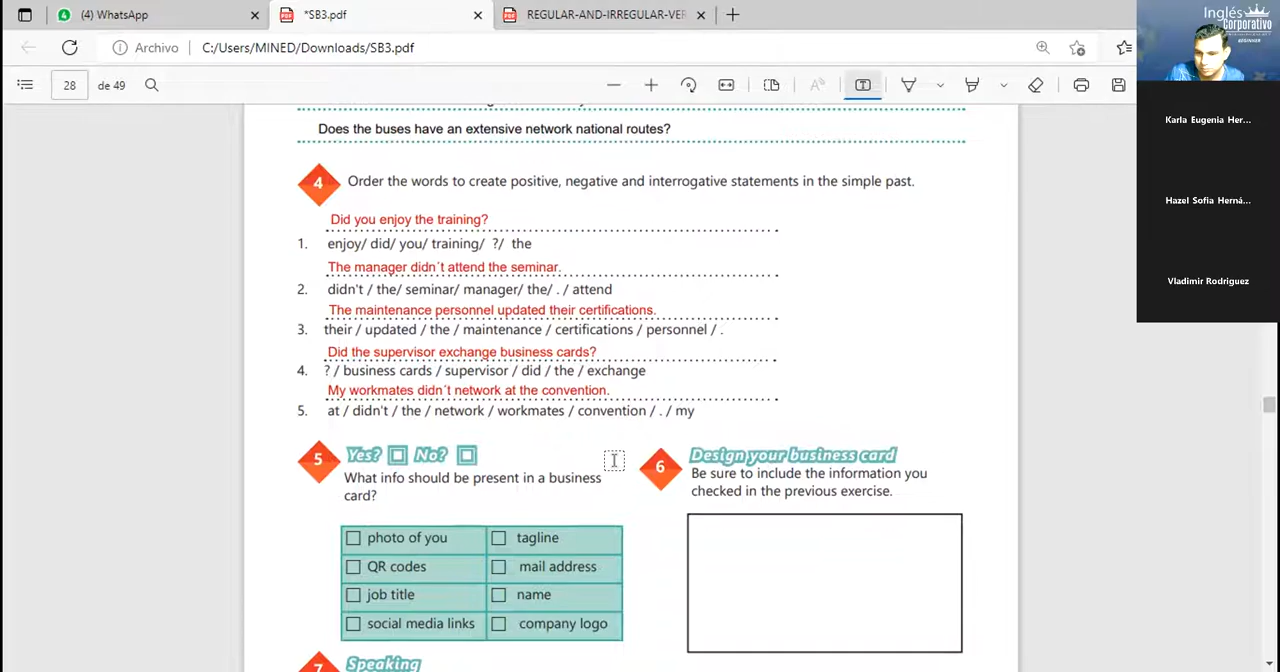 (4) WhatsApp
*SB3.pdf
REGULAR-AND-IRREGULAR-VER
Archivo
C:/Users/MINED/Downloads/SB3.pdf
28 de 49
Inglés
Corporativo
BEGINNER
Karla Eugenia Her...
Hazel Sofia Herná...
Vladimir Rodriguez
Does the buses have an extensive network national routes?
4 Order the words to create positive, negative and interrogative statements in the simple past.
Did you enjoy the training?
1. enjoy/ did/ you/ training/ ?/ the
The manager didn´t attend the seminar.
2. didn't / the/ seminar/ manager/ the/ . / attend
The maintenance personnel updated their certifications.
3. their / updated / the / maintenance / certifications / personnel / .
Did the supervisor exchange business cards?
4. ? / business cards / supervisor / did / the / exchange
My workmates didn´t network at the convention.
5. at / didn't / the / network / workmates / convention / . / my
5 Yes? No?
What info should be present in a business
card?
photo of you
tagline
QR codes
mail address
job title
name
social media links
company logo
6 Design your business card
Be sure to include the information you
checked in the previous exercise.
7 Speaking